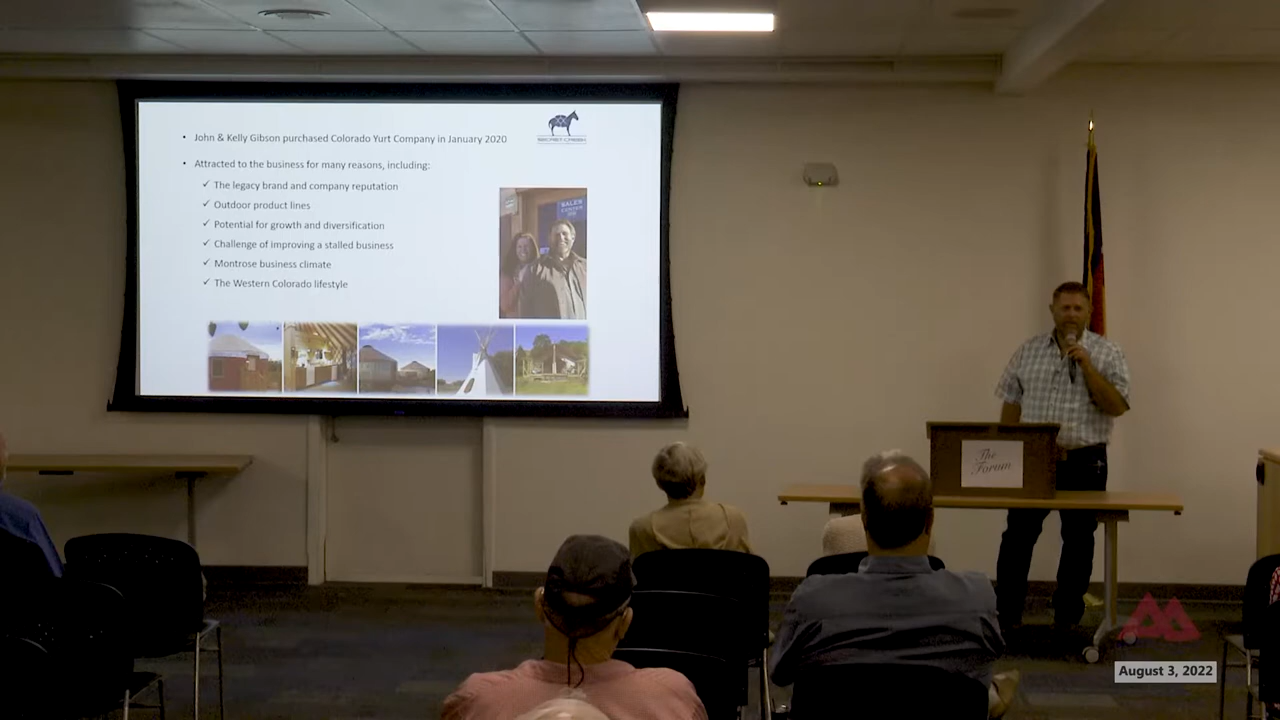 • John & Kelly Gibson purchased Colorado Yurt Company in January 2020
• Attracted to the business for many reasons, including:
✓ The legacy brand and company reputation
✓ Outdoor product lines
✓ Potential for growth and diversification
✓ Challenge of improving a stalled business
✓ Montrose business climate
✓ The Western Colorado lifestyle
SALES
CENTER
The
Forum
August 3, 2022